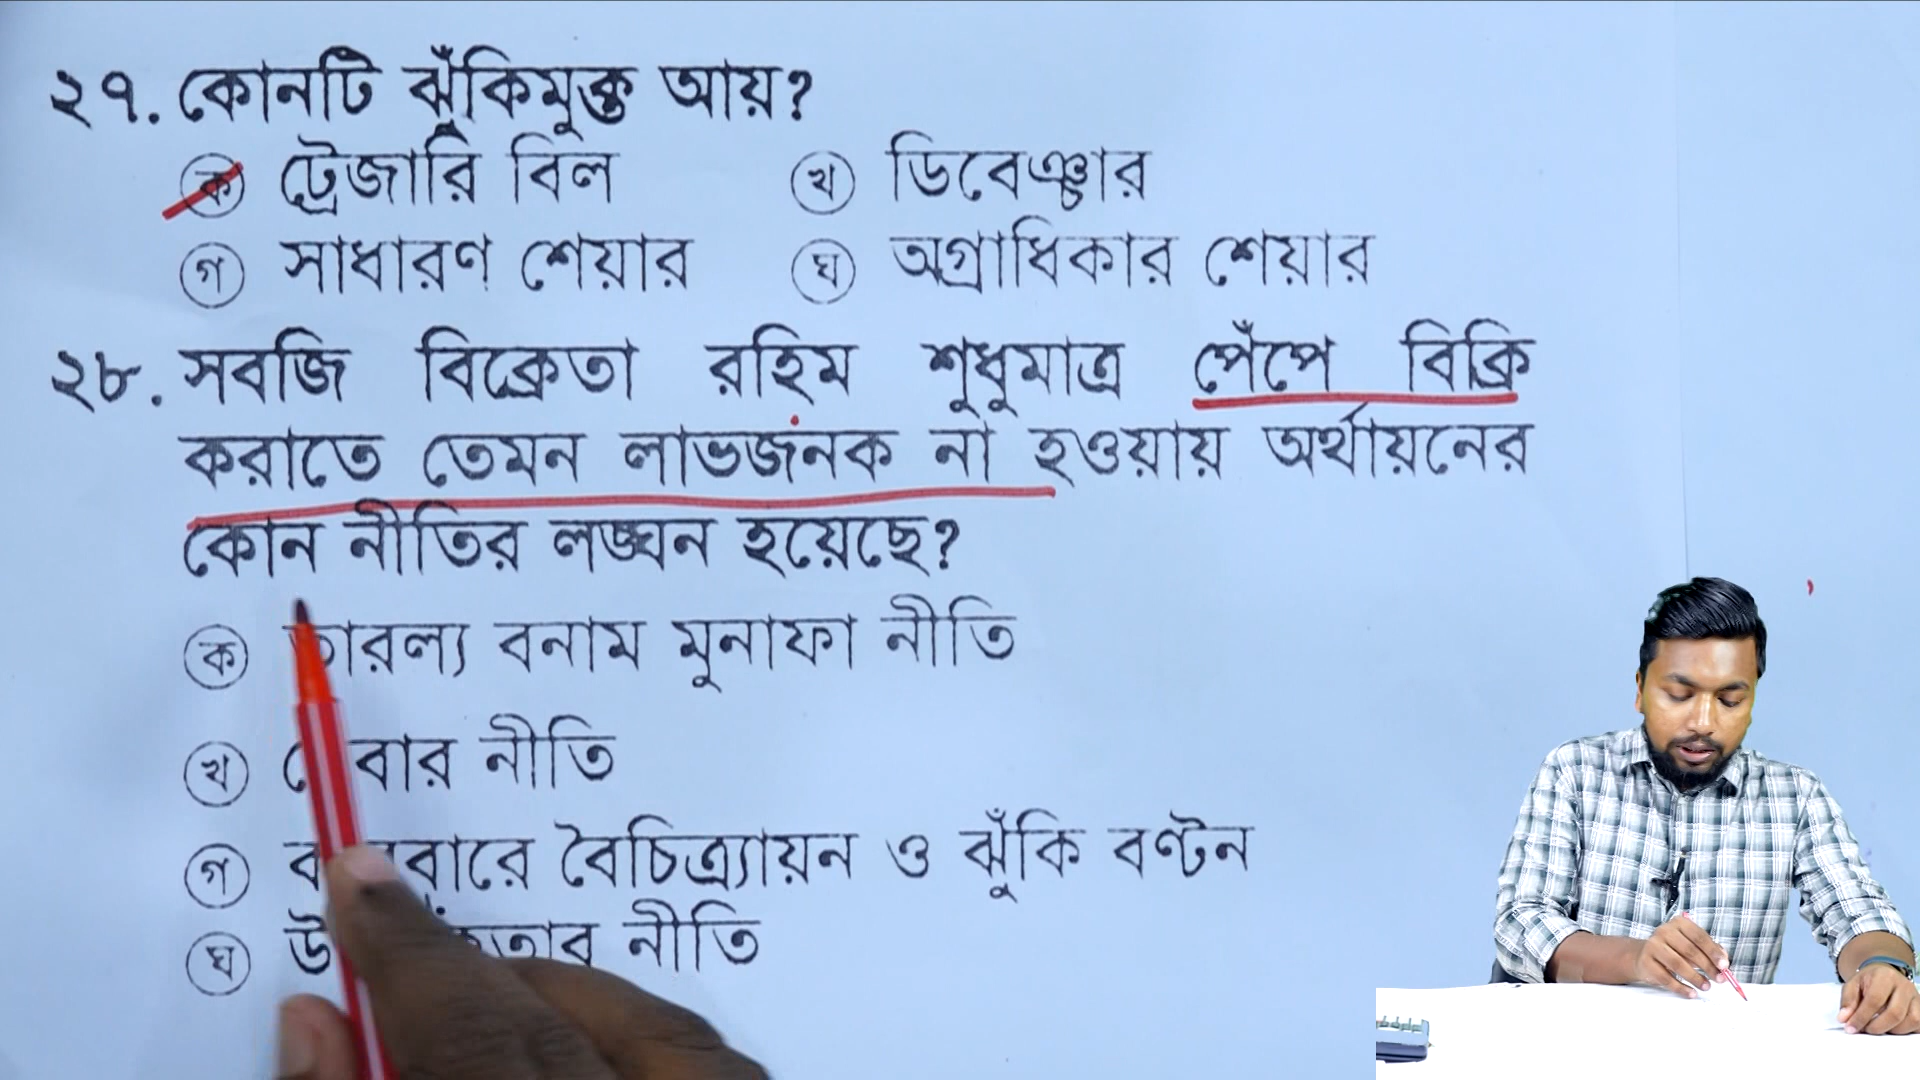 ২৭. কোনটি ঝুঁকিমুক্ত আয়?
ক ট্রেজারি বিল খ ডিবেঞ্চার
গ সাধারণ শেয়ার ঘ অগ্রাধিকার শেয়ার
২৮. সবজি বিক্রেতা রহিম শুধুমাত্র পেঁপে বিক্রি
করাতে তেমন লাভজনক না হওয়ায় অর্থায়নের
কোন নীতির লঙ্ঘন হয়েছে?
ক তারল্য বনাম মুনাফা নীতি
খ নীতি
গ বৈচিত্র্যায়ন ও ঝুঁকি বণ্টন
ঘ নীতি